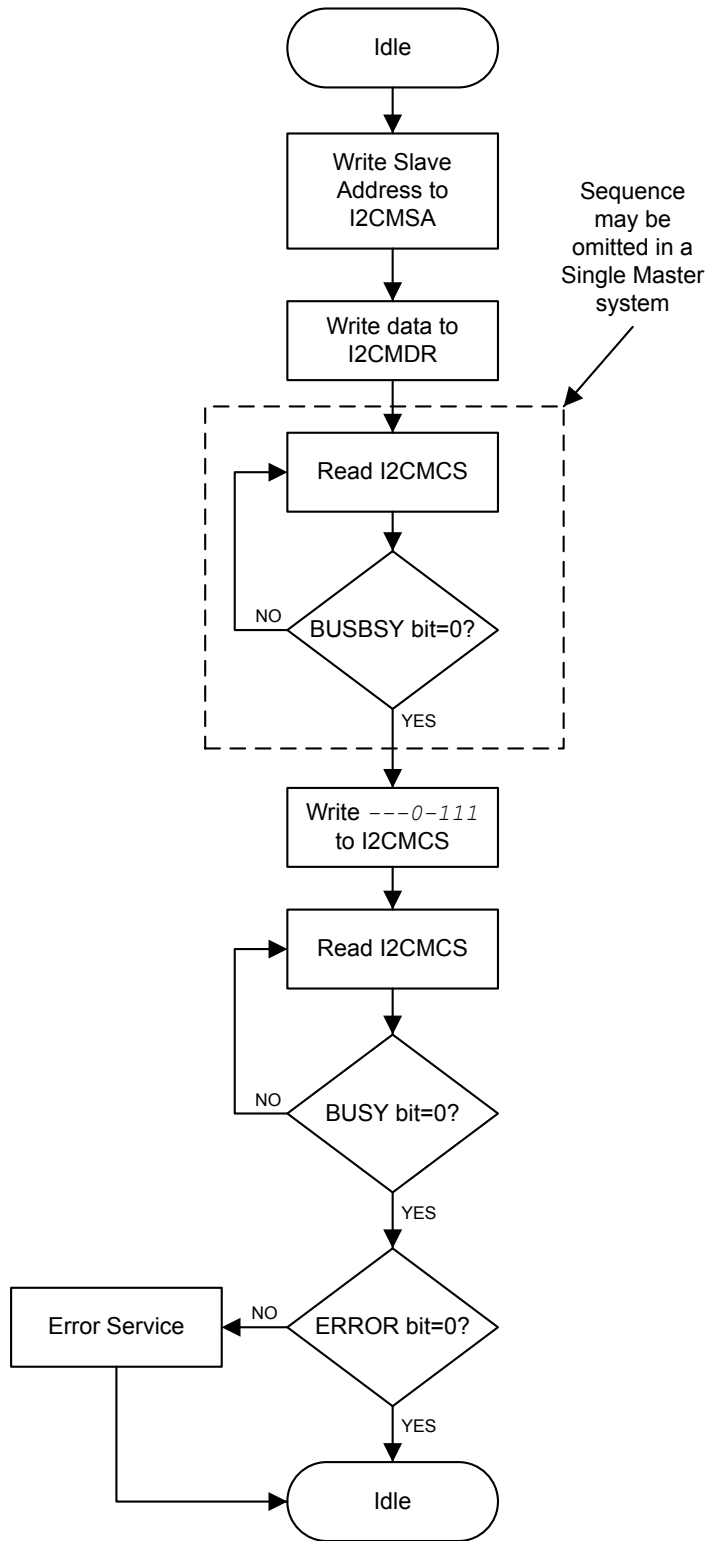 Idle
Write Slave
Address to
I2CMSA
Sequence
may be
omitted in a
Single Master
system
Write data to
I2CMDR
Read I2CMCS
BUSBSY bit=0?
NO
YES
Write ---0-111
to I2CMCS
Read I2CMCS
BUSY bit=0?
NO
YES
ERROR bit=0?
NO
Error Service
YES
Idle